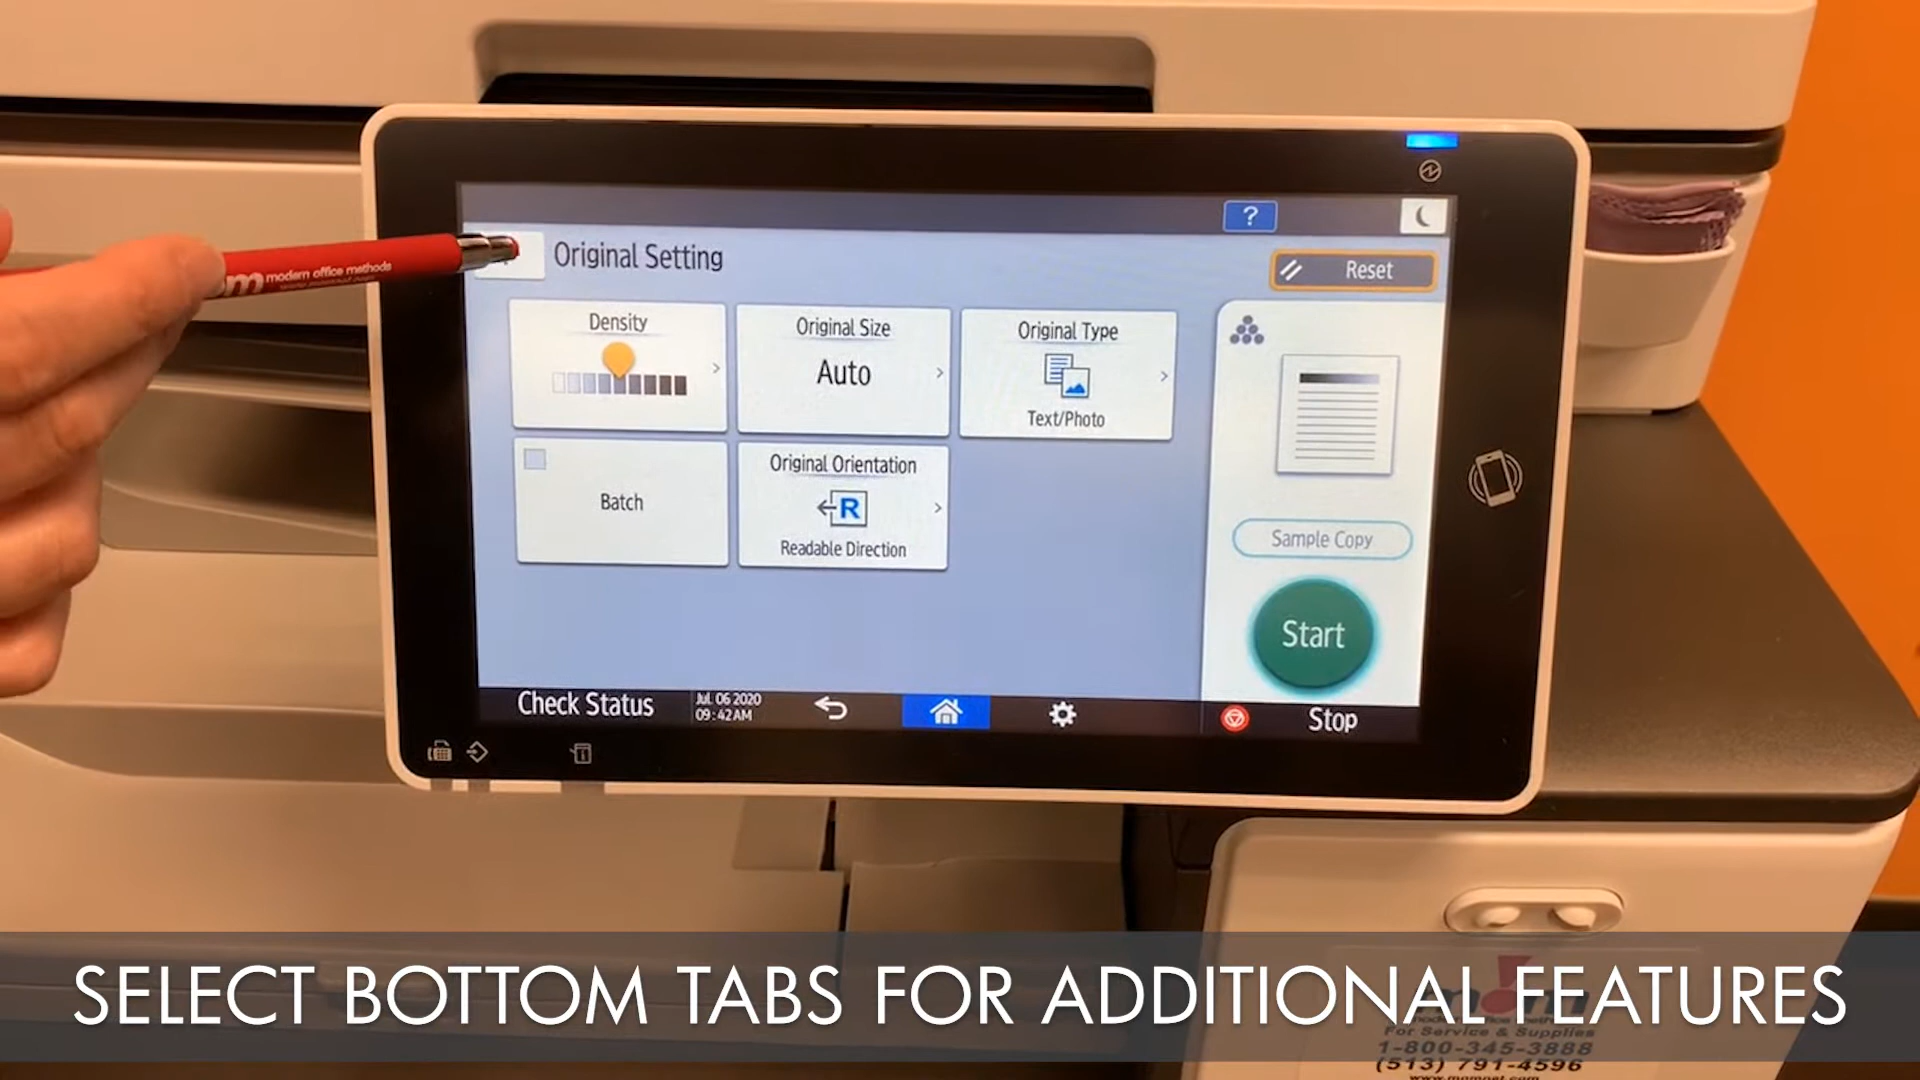 ?
Original Setting
Reset
modern office methods
Density
Original Size
Auto
Original Type
Text/Photo
Batch
Original Orientation
R
Readable Direction
Sample Copy
Start
Check Status
Jul. 06 2020
09:42AM
Stop
SELECT BOTTOM TABS FOR ADDITIONAL FEATURES
For Service & Supplies
1-800-345-3888
(513) 791-4596